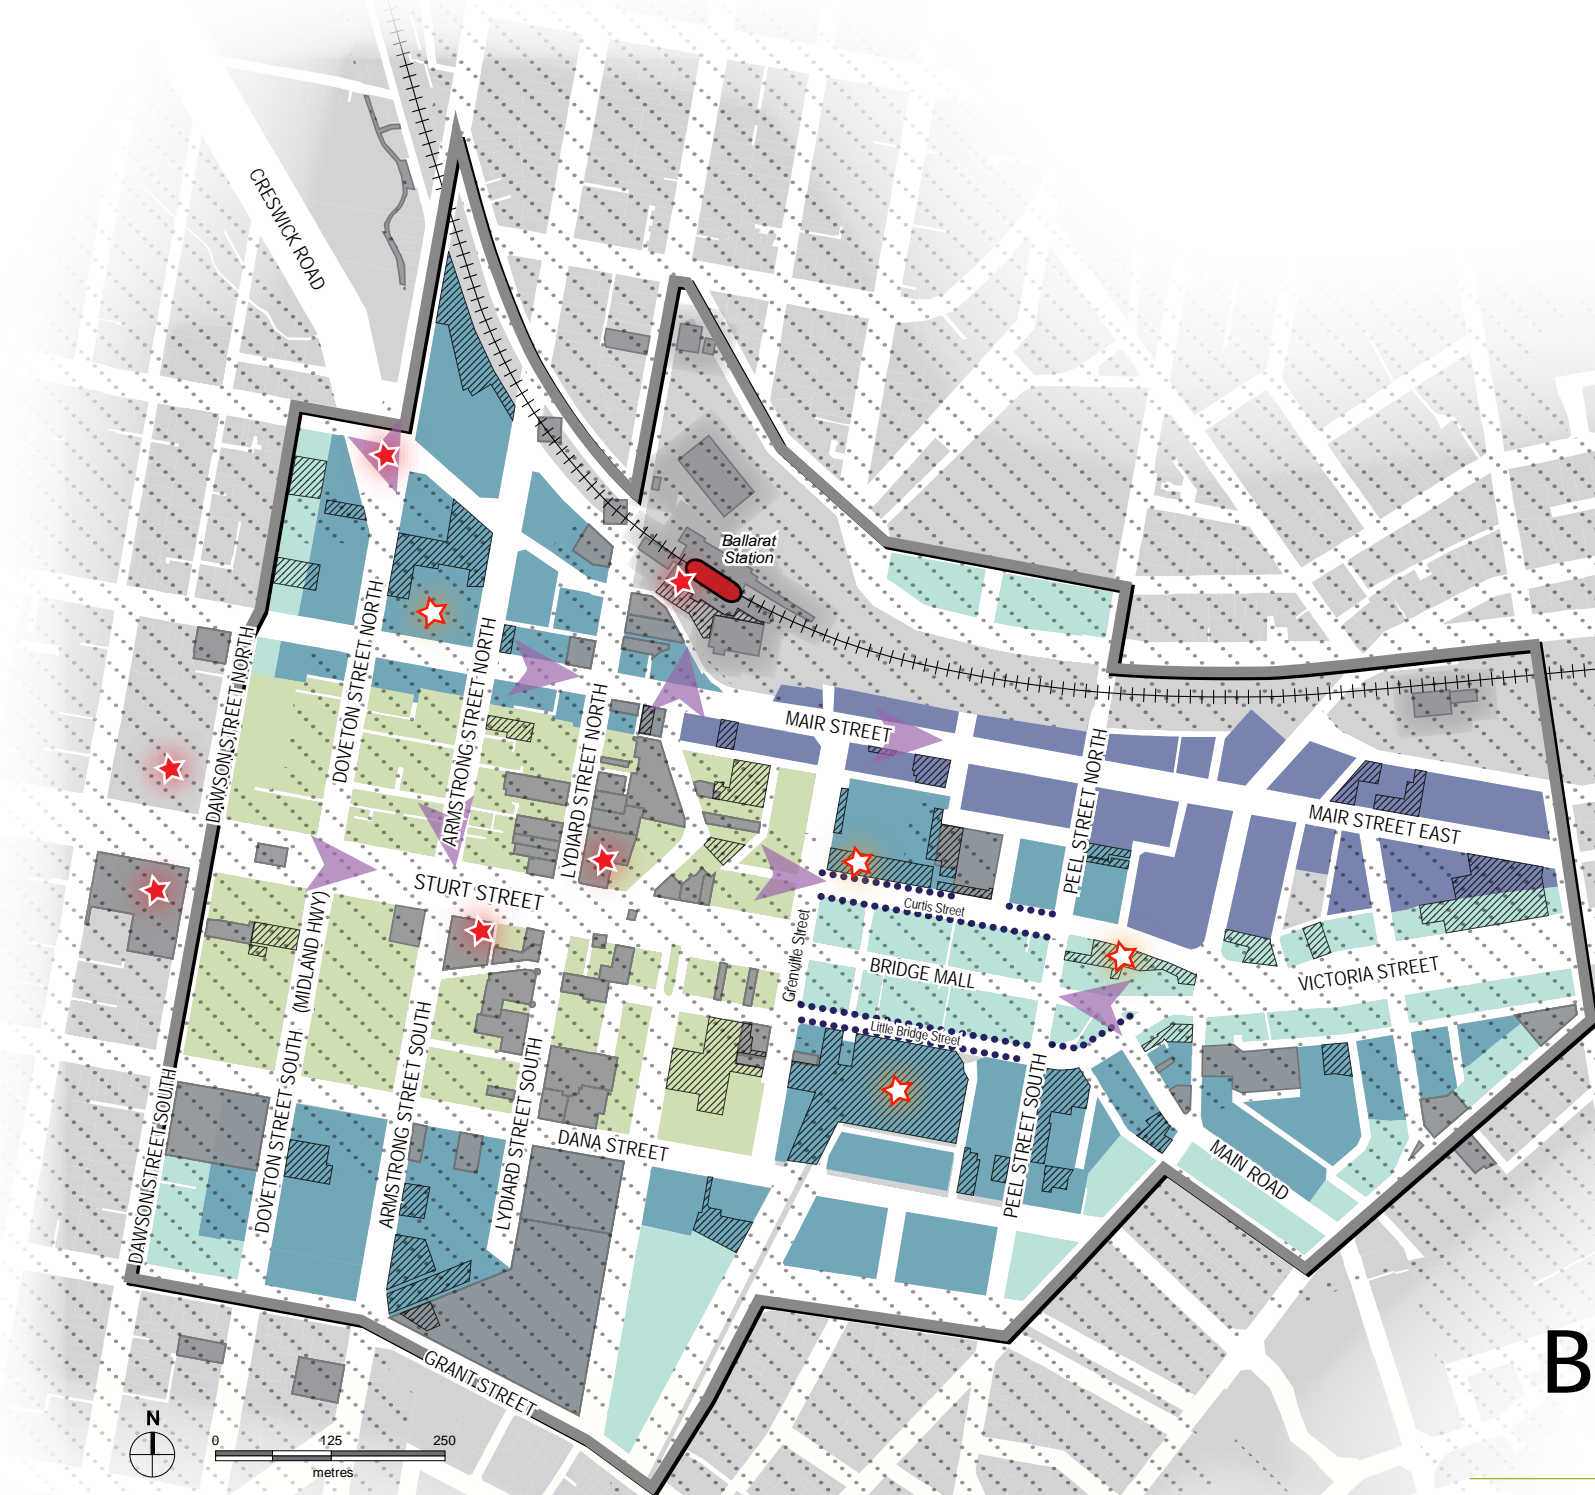 CRESWICK ROAD
Ballarat
Station
DAWSON STREET NORTH
DOVETON STREET NORTH
ARMSTRONG STREET NORTH
LYDIARD STREET NORTH
MAIR STREET
PEEL STREET NORTH
MAIR STREET EAST
STURT STREET
Curtis Street
Grenville Street
BRIDGE MALL
VICTORIA STREET
Little Bridge Street
DAWSON STREET SOUTH
DOVETON STREET SOUTH (MIDLAND HWY)
ARMSTRONG STREET SOUTH
LYDIARD STREET SOUTH
DANA STREET
PEEL STREET SOUTH
MAIN ROAD
GRANT STREET
B
N
0 125 250
metres